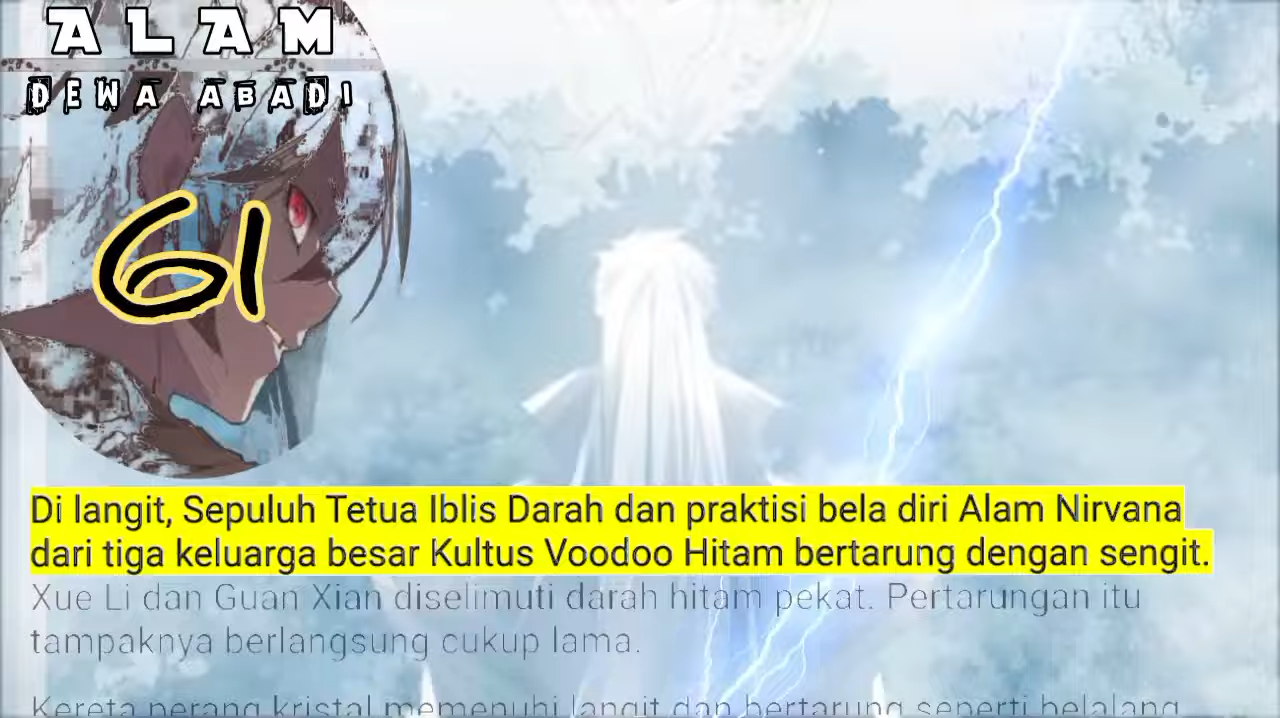 ALAM
DEWA ABADI
61
Di langit, Sepuluh Tetua Iblis Darah dan praktisi bela diri Alam Nirvana
dari tiga keluarga besar Kultus Voodoo Hitam bertarung dengan sengit.
Xue Li dan Guan Xian diselimuti darah hitam pekat. Pertarungan itu
tampaknya berlangsung cukup lama.
Kereta perang kristal memenuhi langit dan bertarung seperti belalang